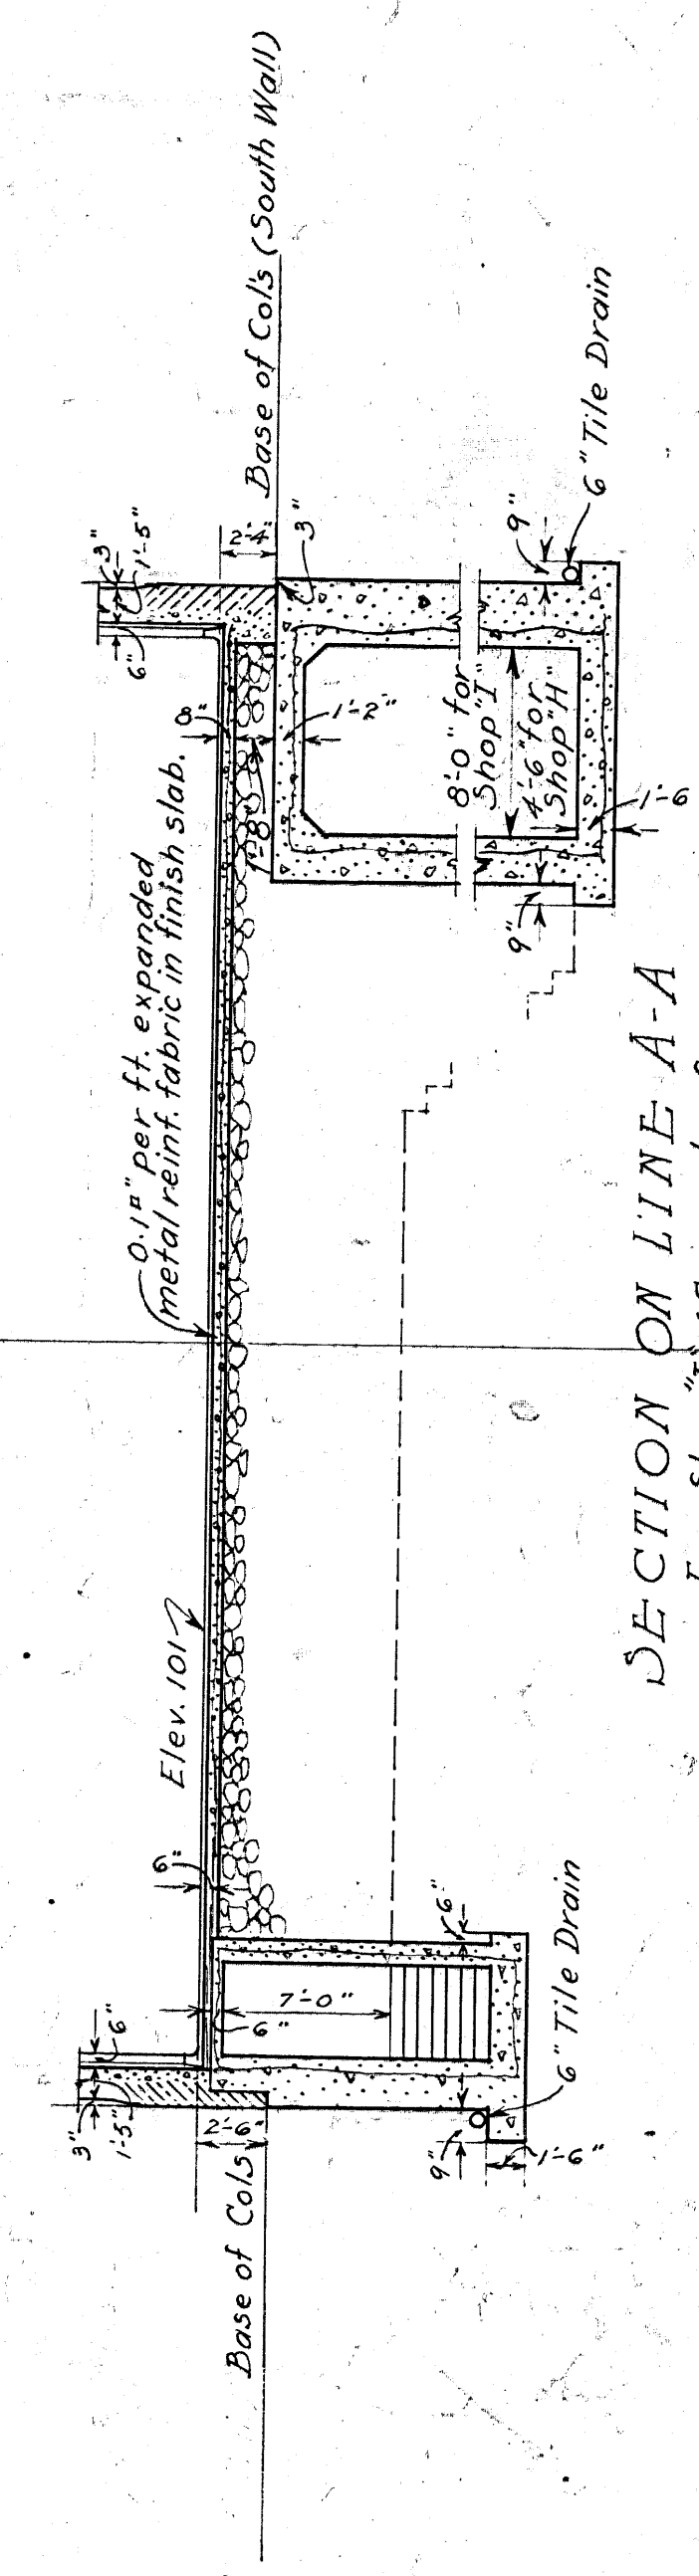 Base of Cols
2'-6"
3"
1'-5"
6"
6"
7'-0"
6"
9"
1'-6"
6" Tile Drain
6"
Elev. 101
0.1▫" per ft. expanded
metal reinf. fabric in finish slab.
8"
1'-8"
1'-2"
6"
3"
1'-5"
2'-4"
3"
Base of Col's (South Wall)
8'-0" for
Shop "I"
4'-6" for
Shop "H"
9"
1'-6
9"
6" Tile Drain
SECTION ON LINE A-A